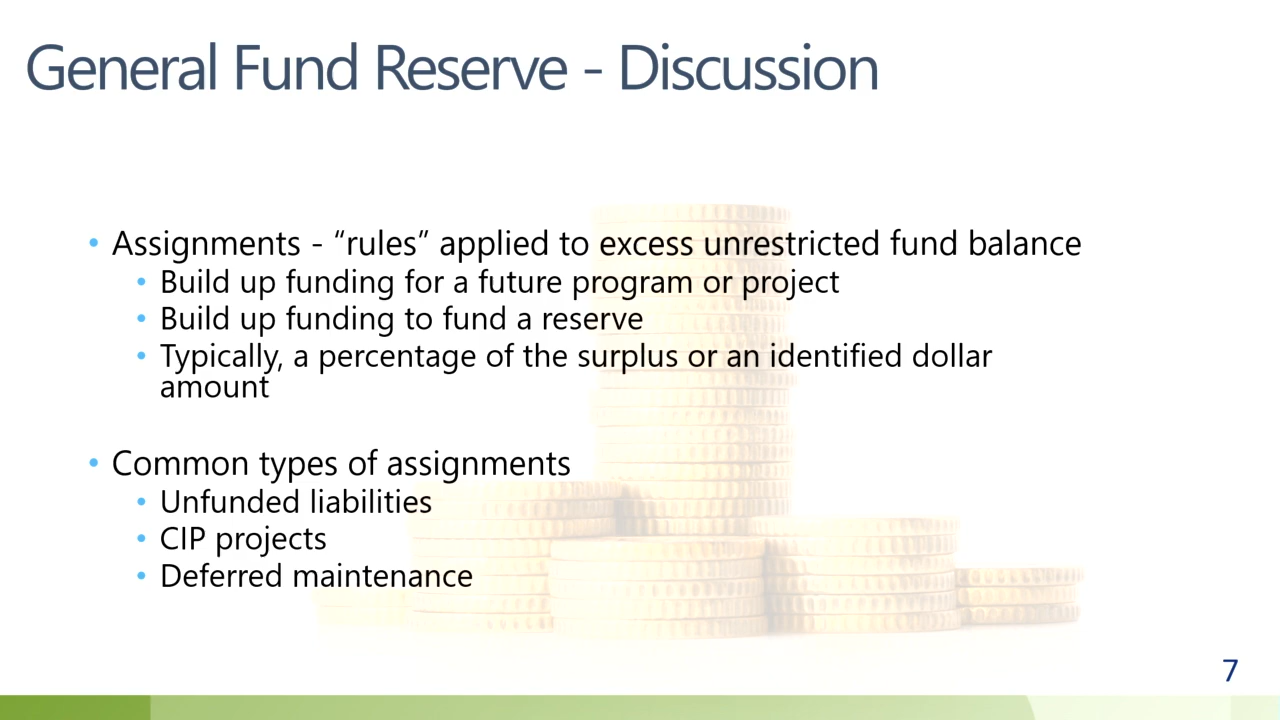 General Fund Reserve - Discussion
• Assignments - “rules” applied to excess unrestricted fund balance
• Build up funding for a future program or project
• Build up funding to fund a reserve
• Typically, a percentage of the surplus or an identified dollar
amount
• Common types of assignments
• Unfunded liabilities
• CIP projects
• Deferred maintenance
7